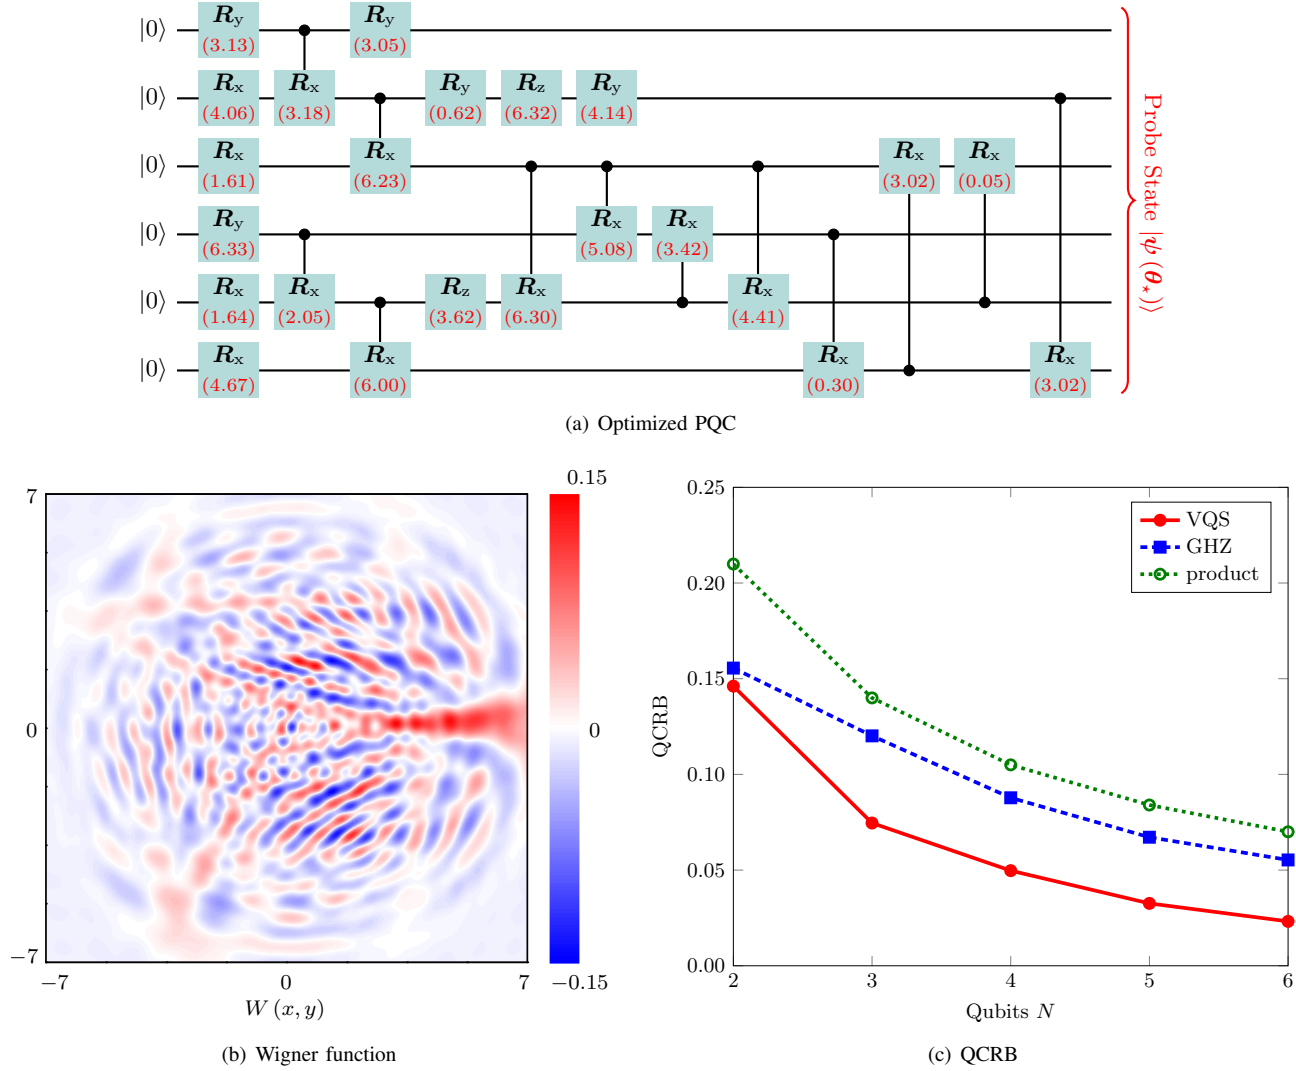 |0⟩ R_y (3.13) R_y (3.05)
|0⟩ R_x (4.06) R_x (3.18) R_y (0.62) R_z (6.32) R_y (4.14)
|0⟩ R_x (1.61) R_x (6.23) R_x (3.02) R_x (0.05)
|0⟩ R_y (6.33) R_x (5.08) R_x (3.42)
|0⟩ R_x (1.64) R_x (2.05) R_z (3.62) R_x (6.30) R_x (4.41)
|0⟩ R_x (4.67) R_x (6.00) R_x (0.30) R_x (3.02)
Probe State |ψ (θ⋆)⟩
(a) Optimized PQC
7
0
−7
−7 0 7
W (x, y)
0.15
0
−0.15
(b) Wigner function
0.25
0.20
0.15
0.10
0.05
0.00
QCRB
2 3 4 5 6
Qubits N
VQS
GHZ
product
(c) QCRB